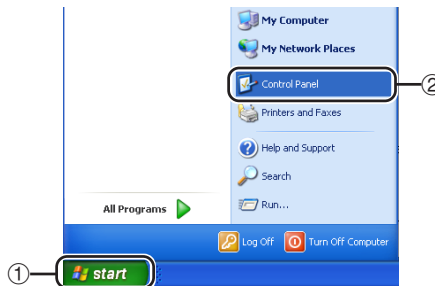 My Computer
My Network Places
Control Panel
②
Printers and Faxes
Help and Support
Search
All Programs
Run...
Log Off
Turn Off Computer
①
start